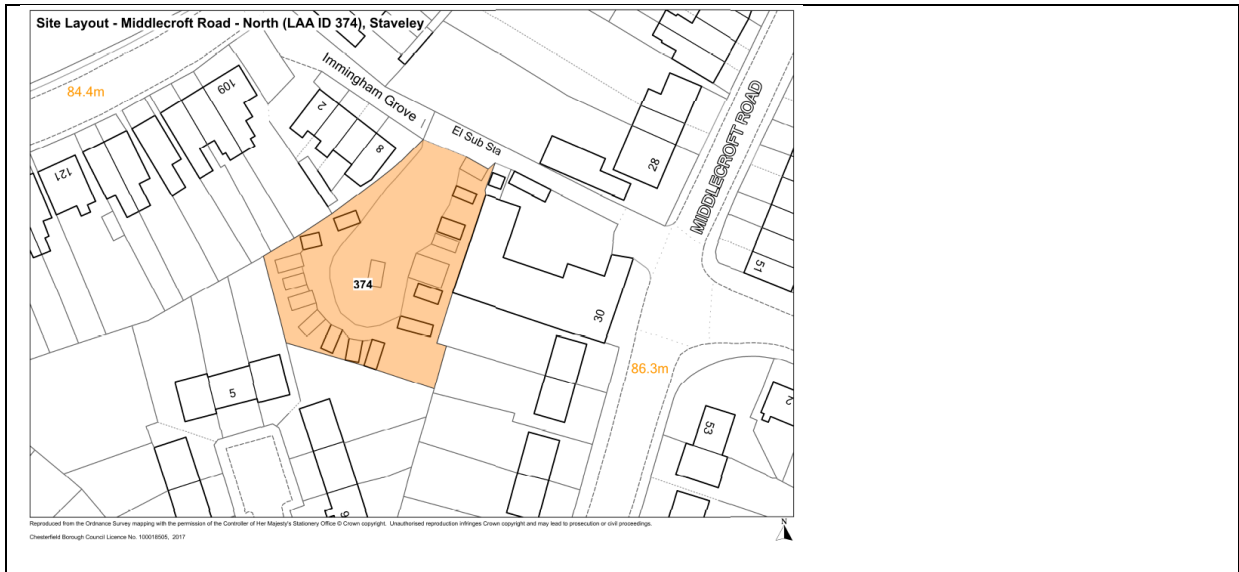 Site Layout - Middlecroft Road - North (LAA ID 374), Staveley
84.4m
109
Immingham Grove
2
8
El Sub Sta
28
MIDDLECROFT ROAD
121
51
374
30
86.3m
5
2
53
9
Reproduced from the Ordnance Survey mapping with the permission of the Controller of Her Majesty's Stationery Office © Crown copyright. Unauthorised reproduction infringes Crown copyright and may lead to prosecution or civil proceedings.
Chesterfield Borough Council Licence No. 100018505, 2017
N